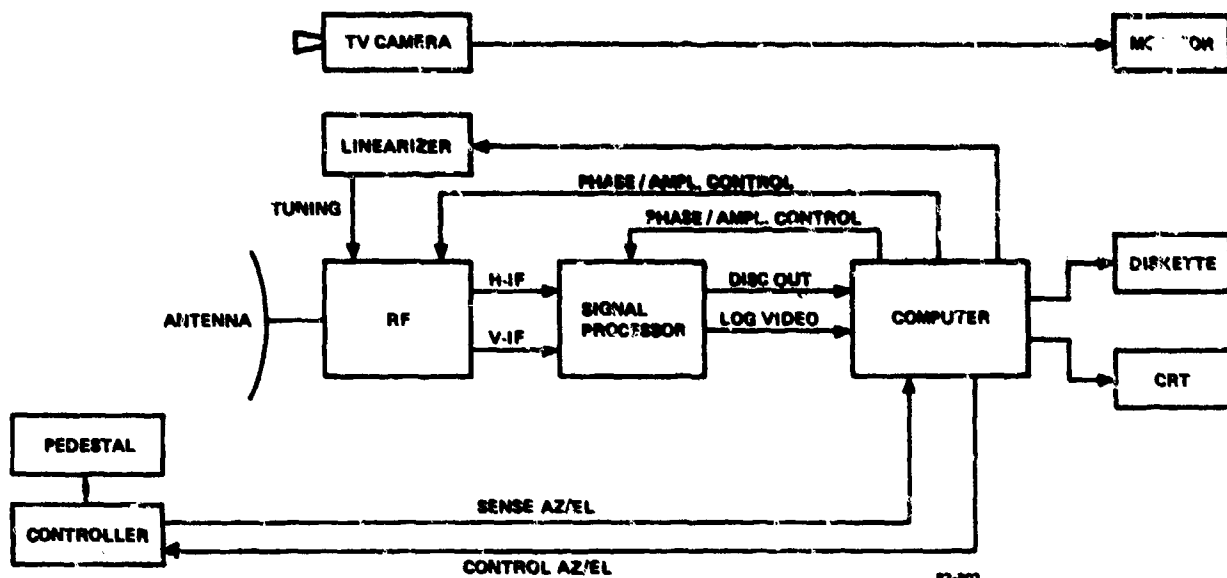 TV CAMERA
LINEARIZER
PHASE / AMPL. CONTROL
TUNING
PHASE / AMPL. CONTROL
ANTENNA
RF
H-IF
V-IF
SIGNAL
PROCESSOR
DISC OUT
LOG VIDEO
COMPUTER
DISKETTE
CRT
PEDESTAL
CONTROLLER
SENSE AZ/EL
CONTROL AZ/EL